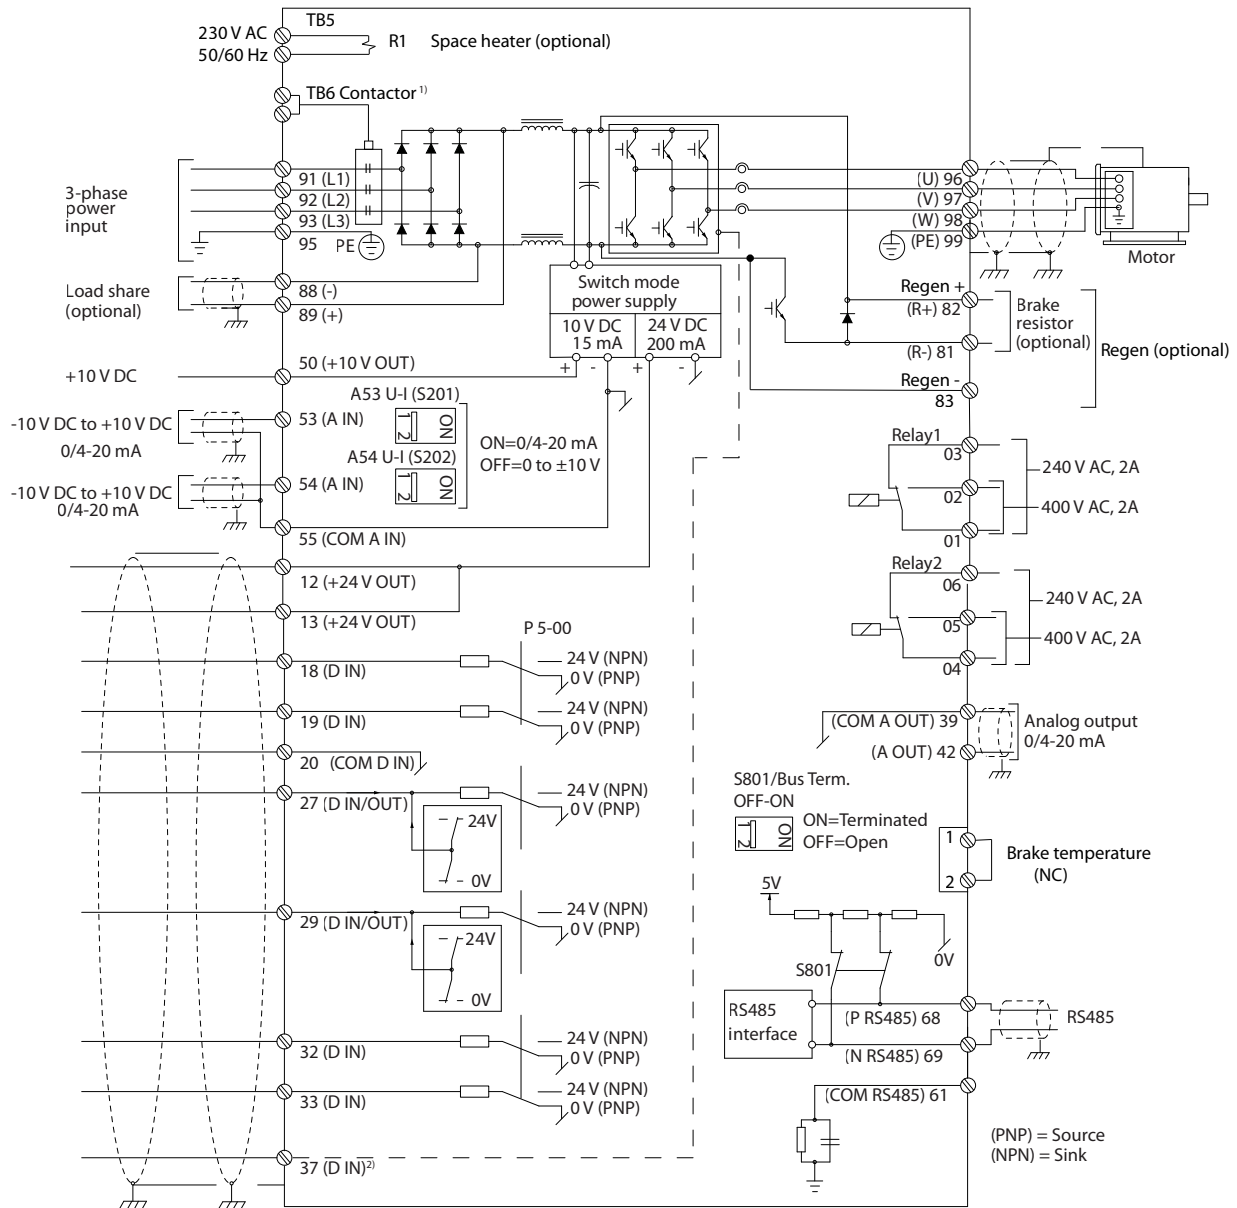 TB5
230 V AC
50/60 Hz
R1
Space heater (optional)
TB6 Contactor 1)
3-phase
power
input
91 (L1)
92 (L2)
93 (L3)
95
PE
(U) 96
(V) 97
(W) 98
(PE) 99
Motor
Load share
(optional)
88 (-)
89 (+)
Switch mode
power supply
10 V DC
15 mA
24 V DC
200 mA
+
-
+
-
Regen +
(R+) 82
Brake
resistor
(optional)
(R-) 81
Regen -
83
Regen (optional)
+10 V DC
50 (+10 V OUT)
-10 V DC to +10 V DC
0/4-20 mA
53 (A IN)
A53 U-I (S201)
1 2
ON
A54 U-I (S202)
1 2
ON
ON=0/4-20 mA
OFF=0 to ±10 V
-10 V DC to +10 V DC
0/4-20 mA
54 (A IN)
55 (COM A IN)
12 (+24 V OUT)
13 (+24 V OUT)
Relay1
03
02
01
240 V AC, 2A
400 V AC, 2A
Relay2
06
05
04
240 V AC, 2A
400 V AC, 2A
P 5-00
18 (D IN)
24 V (NPN)
0 V (PNP)
19 (D IN)
24 V (NPN)
0 V (PNP)
20 (COM D IN)
27 (D IN/OUT)
24 V (NPN)
0 V (PNP)
24V
0V
29 (D IN/OUT)
24 V (NPN)
0 V (PNP)
24V
0V
32 (D IN)
24 V (NPN)
0 V (PNP)
33 (D IN)
24 V (NPN)
0 V (PNP)
37 (D IN) 2)
(COM A OUT) 39
(A OUT) 42
Analog output
0/4-20 mA
S801/Bus Term.
OFF-ON
1 2
ON
ON=Terminated
OFF=Open
1
2
Brake temperature
(NC)
5V
0V
S801
RS485
interface
(P RS485) 68
(N RS485) 69
RS485
(COM RS485) 61
(PNP) = Source
(NPN) = Sink